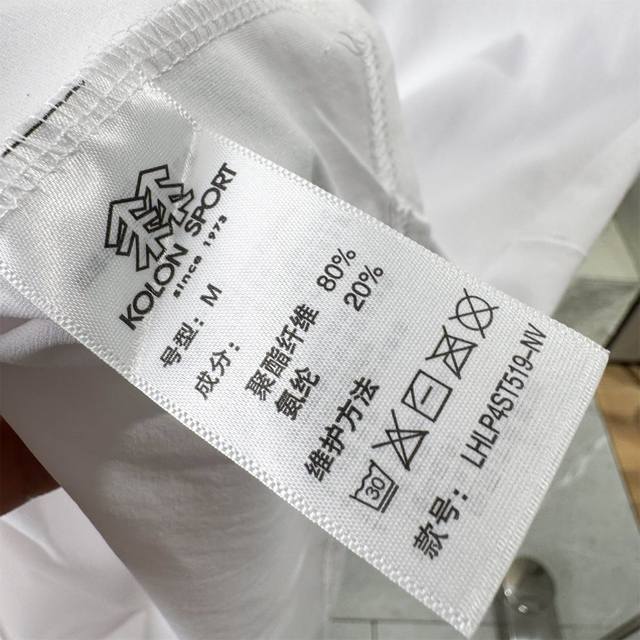 KOLON SPORT
since 1973
号型：M
成分：
聚酯纤维 80%
氨纶 20%
维护方法
30
款号：LHLP4ST519-NV